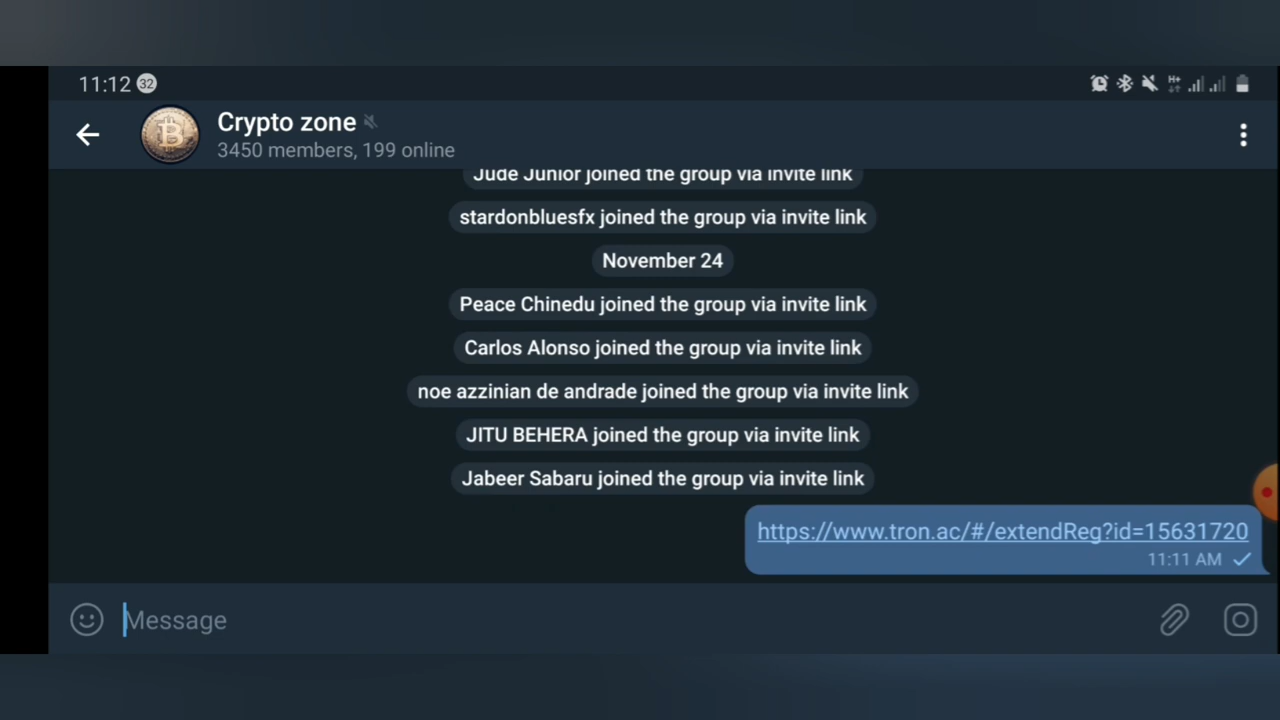 11:12 32
H+
Crypto zone
3450 members, 199 online
Jude Junior joined the group via invite link
stardonbluesfx joined the group via invite link
November 24
Peace Chinedu joined the group via invite link
Carlos Alonso joined the group via invite link
noe azzinian de andrade joined the group via invite link
JITU BEHERA joined the group via invite link
Jabeer Sabaru joined the group via invite link
https://www.tron.ac/#/extendReg?id=15631720
11:11 AM
Message